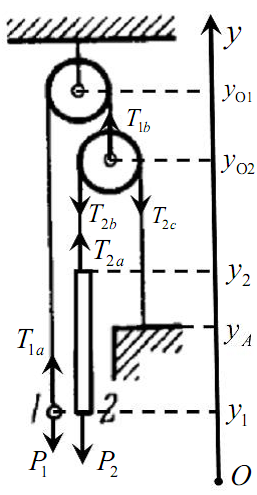 y
y_{O1}
T_{1b}
y_{O2}
T_{2b} T_{2c}
T_{2a}
y_2
y_A
T_{1a}
1 2 y_1
P_1 P_2
O